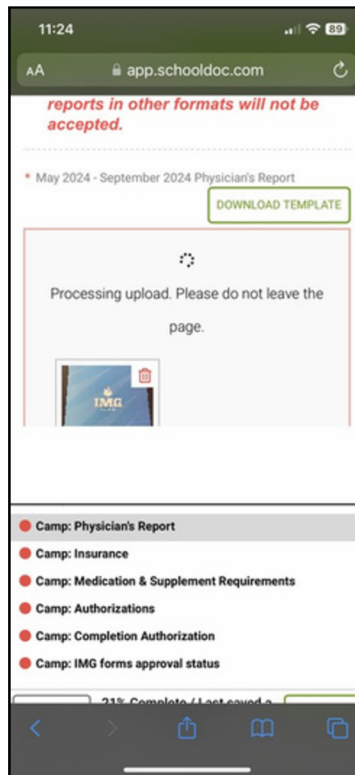 11:24
89
AA app.schooldoc.com
reports in other formats will not be
accepted.
* May 2024 - September 2024 Physician's Report
DOWNLOAD TEMPLATE
Processing upload. Please do not leave the
page.
IMG
Camp: Physician's Report
Camp: Insurance
Camp: Medication & Supplement Requirements
Camp: Authorizations
Camp: Completion Authorization
Camp: IMG forms approval status
21% Complete / Last saved a